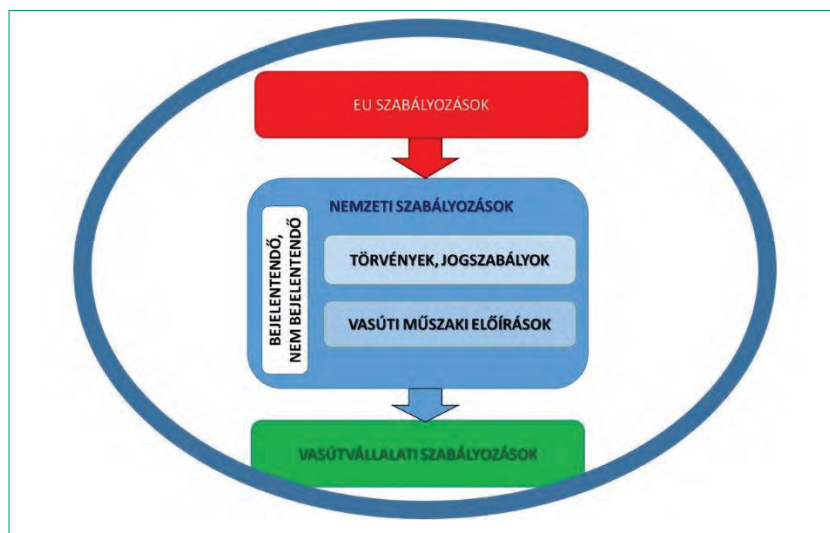 EU SZABÁLYOZÁSOK
NEMZETI SZABÁLYOZÁSOK
BEJELENTENDŐ,
NEM BEJELENTENDŐ
TÖRVÉNYEK, JOGSZABÁLYOK
VASÚTI MŰSZAKI ELŐÍRÁSOK
VASÚTVÁLLALATI SZABÁLYOZÁSOK